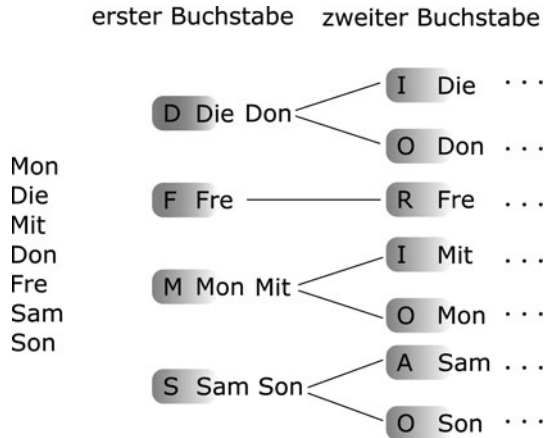 erster Buchstabe zweiter Buchstabe
Mon
Die
Mit
Don
Fre
Sam
Son
D Die Don
F Fre
M Mon Mit
S Sam Son
I Die . . .
O Don . . .
R Fre . . .
I Mit . . .
O Mon . . .
A Sam . . .
O Son . . .